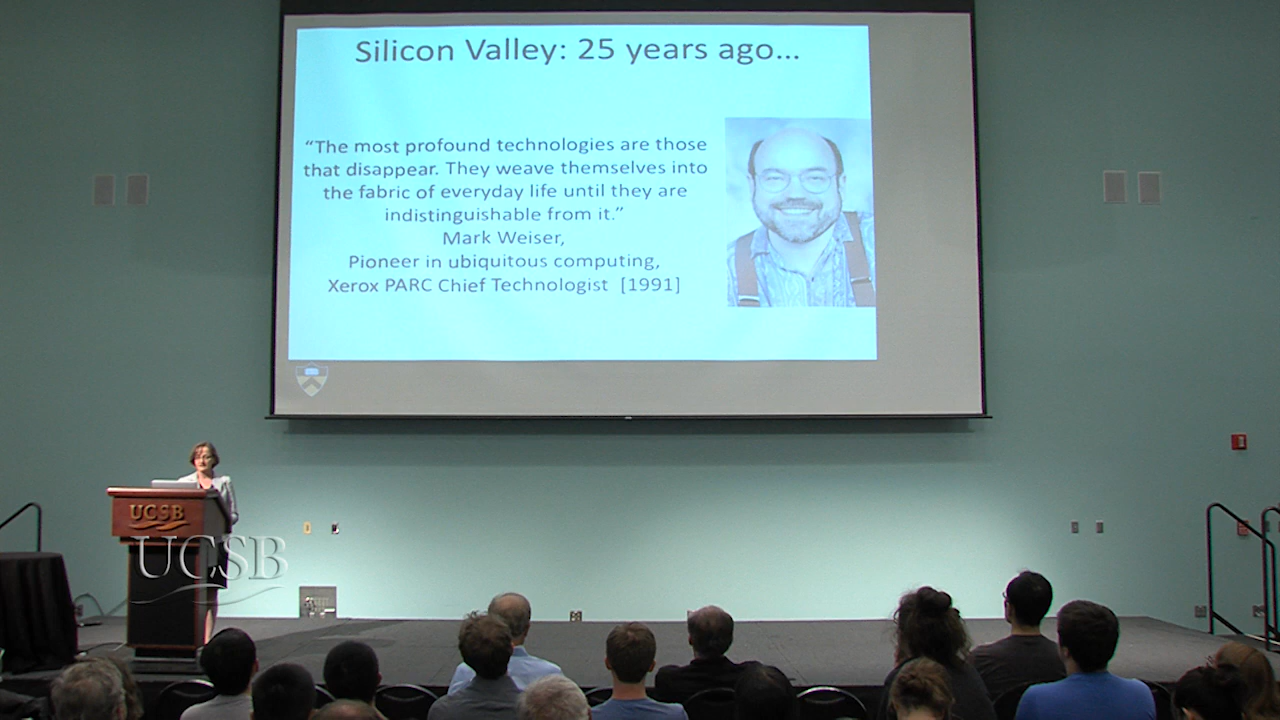 Silicon Valley: 25 years ago...
“The most profound technologies are those
that disappear. They weave themselves into
the fabric of everyday life until they are
indistinguishable from it.”
Mark Weiser,
Pioneer in ubiquitous computing,
Xerox PARC Chief Technologist [1991]
UCSB
UCSB